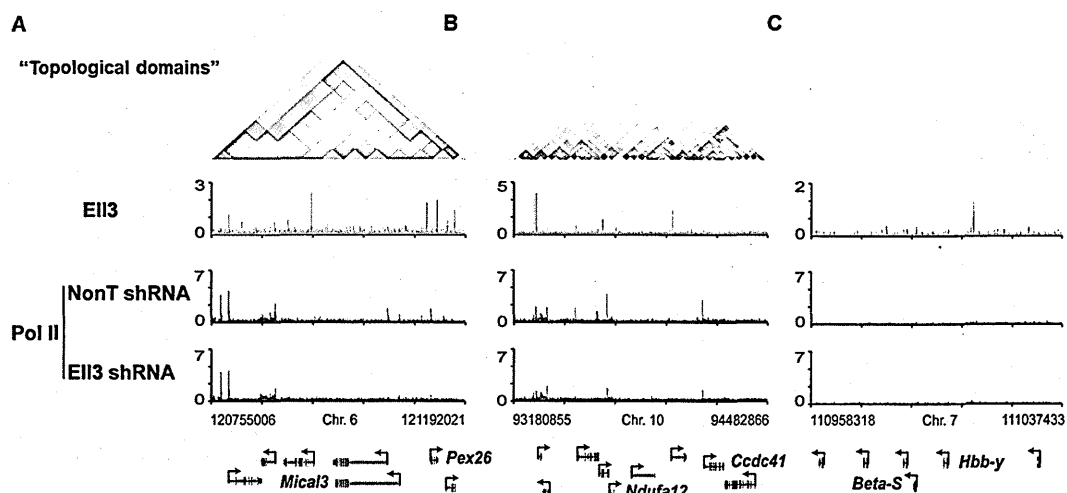 A B C
"Topological domains"
Ell3
3
0
5
0
2
0
Pol II
NonT shRNA
7
0
7
0
7
0
Ell3 shRNA
7
0
7
0
7
0
120755006 Chr. 6 121192021
93180855 Chr. 10 94482866
110958318 Chr. 7 111037433
Pex26
Mical3
Ccdc41
Ndufa12
Hbb-y
Beta-S